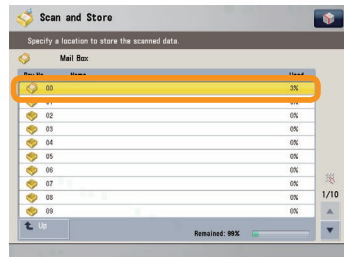 Scan and Store
Specify a location to store the scanned data.
Mail Box
Box No. Name Used
00 3%
01 0%
02 0%
03 0%
04 0%
05 0%
06 0%
07 0%
08 0%
09 0%
1/10
Up
Remained: 99%